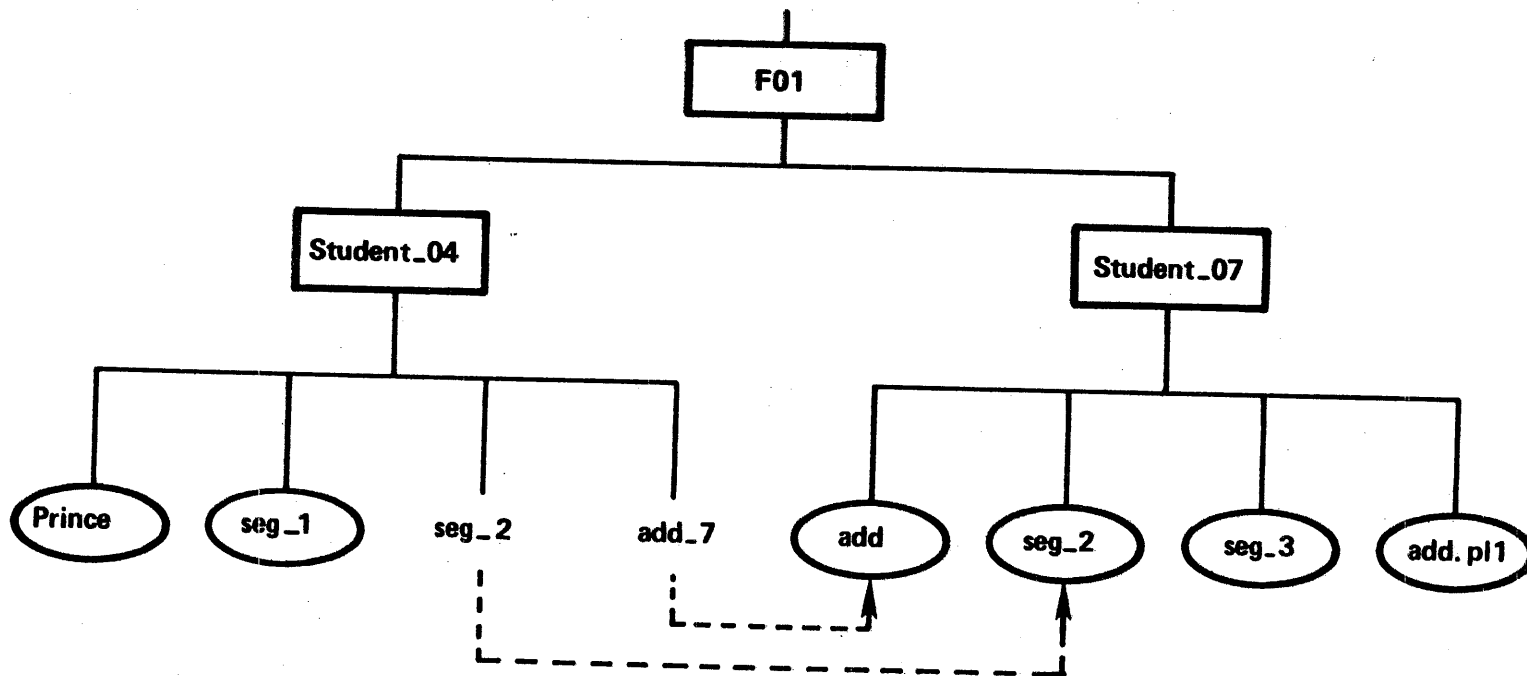 F01
Student_04
Student_07
Prince
seg_1
seg_2
add_7
add
seg_2
seg_3
add.pl1